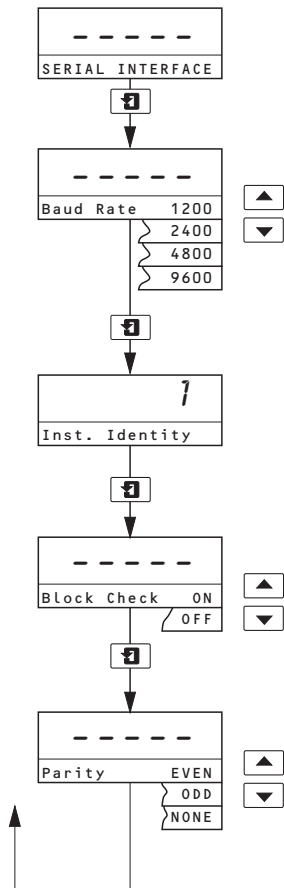 - - - - -
SERIAL INTERFACE
- - - - -
Baud Rate 1200
2400
4800
9600
1
Inst. Identity
- - - - -
Block Check ON
OFF
- - - - -
Parity EVEN
ODD
NONE